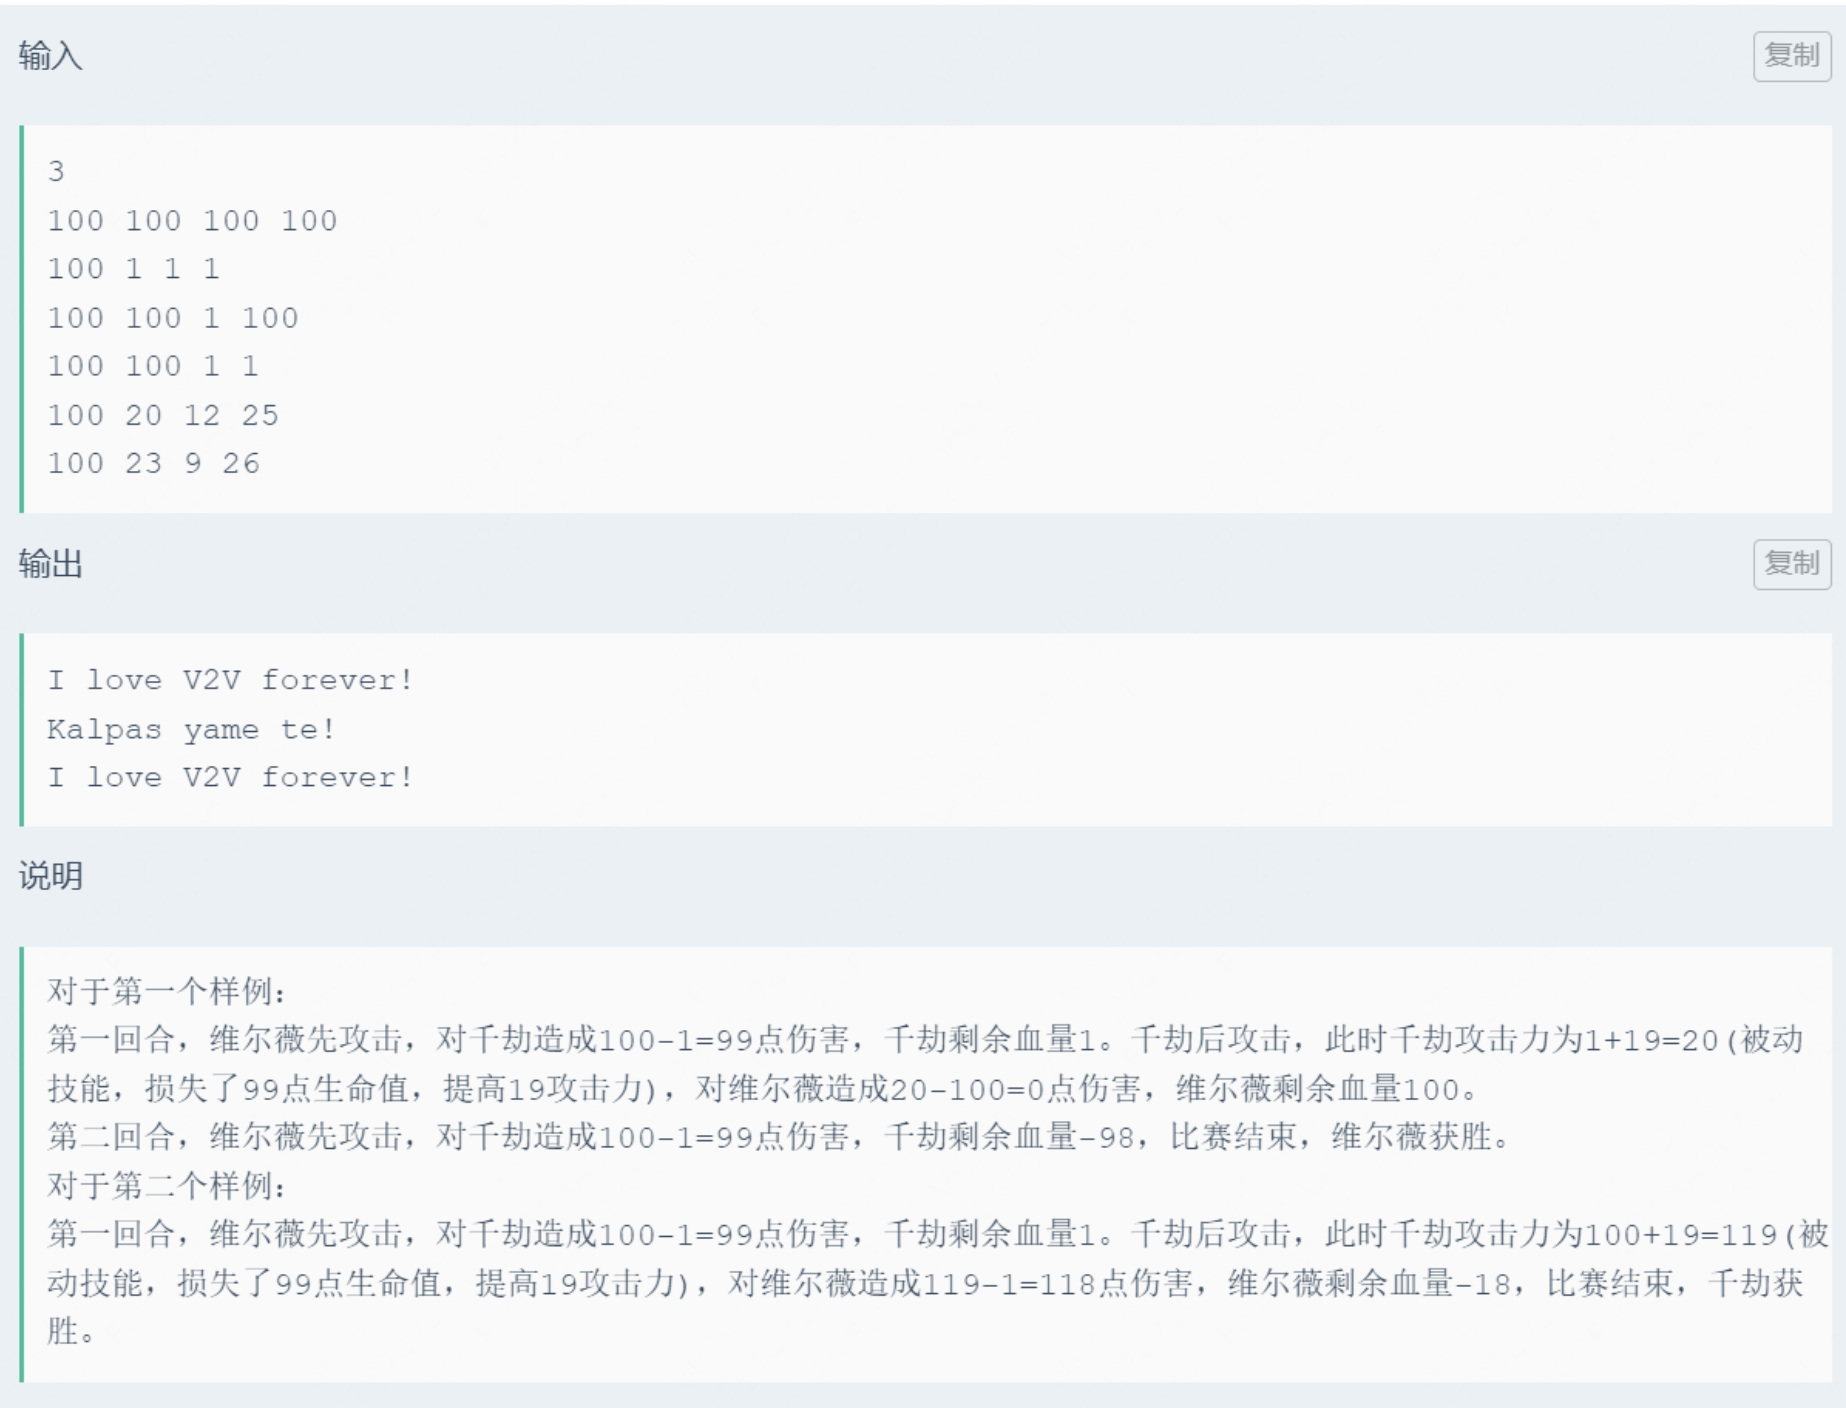 输入
复制
3
100 100 100 100
100 1 1 1
100 100 1 100
100 100 1 1
100 20 12 25
100 23 9 26
输出
复制
I love V2V forever!
Kalpas yame te!
I love V2V forever!
说明
对于第一个样例：
第一回合，维尔薇先攻击，对千劫造成100-1=99点伤害，千劫剩余血量1。千劫后攻击，此时千劫攻击力为1+19=20(被动
技能，损失了99点生命值，提高19攻击力)，对维尔薇造成20-100=0点伤害，维尔薇剩余血量100。
第二回合，维尔薇先攻击，对千劫造成100-1=99点伤害，千劫剩余血量-98，比赛结束，维尔薇获胜。
对于第二个样例：
第一回合，维尔薇先攻击，对千劫造成100-1=99点伤害，千劫剩余血量1。千劫后攻击，此时千劫攻击力为100+19=119(被
动技能，损失了99点生命值，提高19攻击力)，对维尔薇造成119-1=118点伤害，维尔薇剩余血量-18，比赛结束，千劫获
胜。